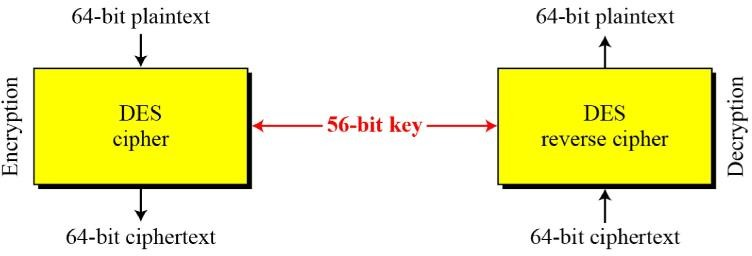 64-bit plaintext
64-bit plaintext
Encryption
DES
cipher
56-bit key
DES
reverse cipher
Decryption
64-bit ciphertext
64-bit ciphertext